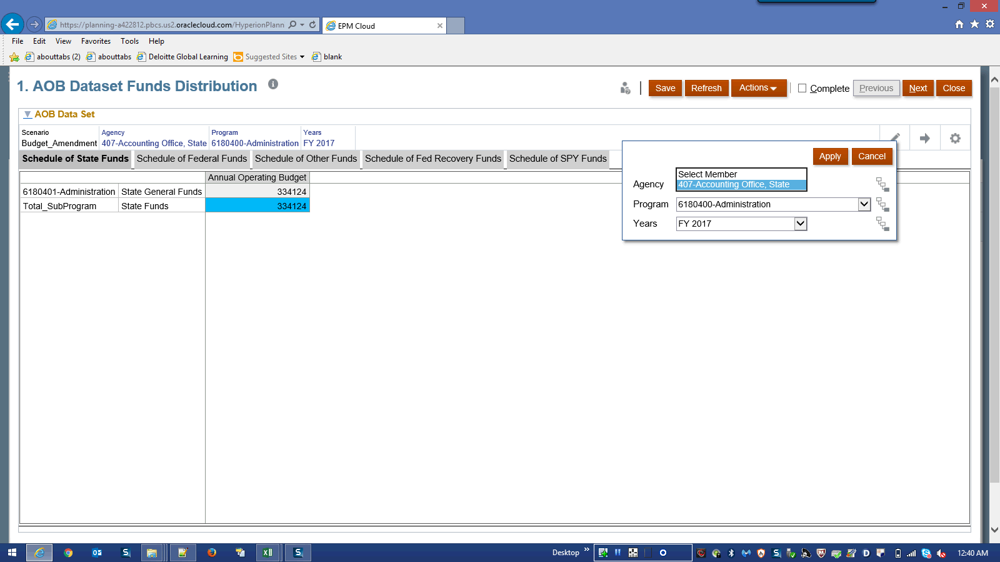 https://planning-a422812.pbcs.us2.oraclecloud.com/HyperionPlann
EPM Cloud
File Edit View Favorites Tools Help
abouttabs (2) abouttabs Deloitte Global Learning Suggested Sites blank
1. AOB Dataset Funds Distribution
Save Refresh Actions Complete Previous Next Close
AOB Data Set
Scenario Agency Program Years
Budget_Amendment 407-Accounting Office, State 6180400-Administration FY 2017
Schedule of State Funds Schedule of Federal Funds Schedule of Other Funds Schedule of Fed Recovery Funds Schedule of SPY Funds
Annual Operating Budget
6180401-Administration State General Funds 334124
Total_SubProgram State Funds 334124
Apply Cancel
Select Member
Agency 407-Accounting Office, State
Program 6180400-Administration
Years FY 2017
Desktop 12:40 AM